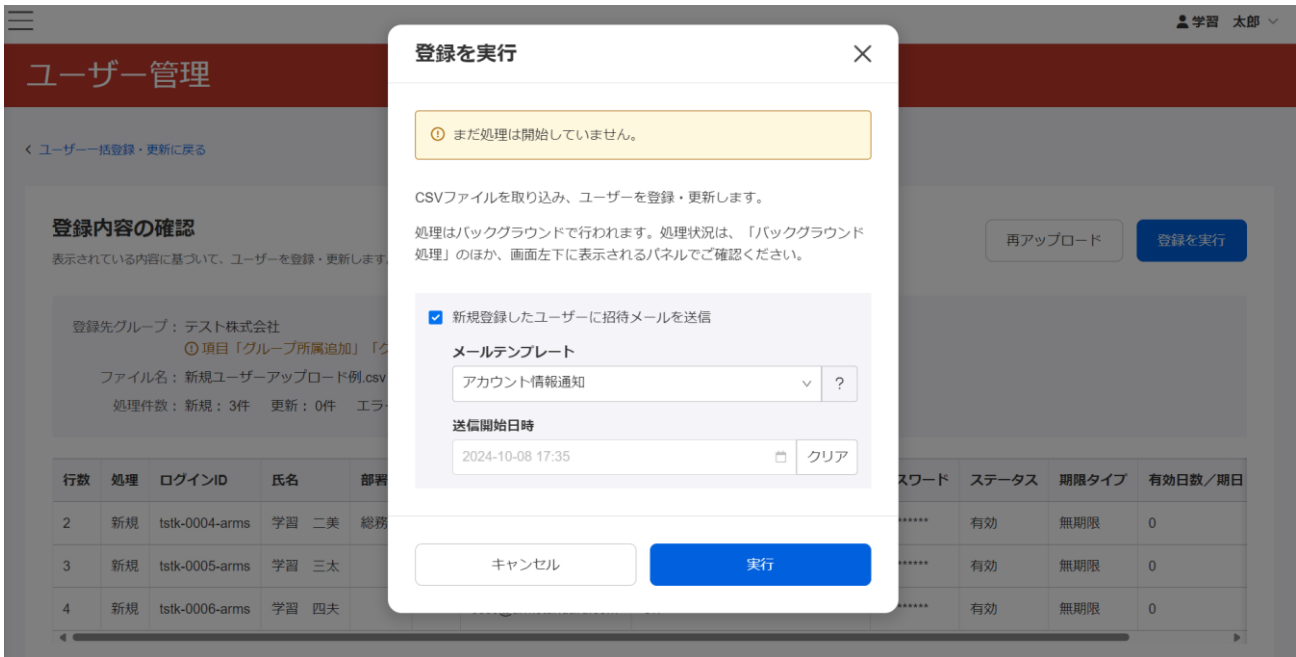 学習 太郎
ユーザー管理
ユーザー一括登録・更新に戻る
登録内容の確認
表示されている内容に基づいて、ユーザーを登録・更新します
再アップロード
登録を実行
登録先グループ： テスト株式会社
項目「グループ所属追加」「
ファイル名： 新規ユーザーアップロード例.csv
処理件数： 新規： 3件 更新： 0件 エラ
登録を実行
まだ処理は開始していません。
CSVファイルを取り込み、ユーザーを登録・更新します。
処理はバックグラウンドで行われます。処理状況は、「バックグラウンド
処理」のほか、画面左下に表示されるパネルでご確認ください。
新規登録したユーザーに招待メールを送信
メールテンプレート
アカウント情報通知 ?
送信開始日時
2024-10-08 17:35 クリア
キャンセル 実行
行数 処理 ログインID 氏名 部署 スワード ステータス 期限タイプ 有効日数／期日
2 新規 tstk-0004-arms 学習 二美 総務 ****** 有効 無期限 0
3 新規 tstk-0005-arms 学習 三太 ****** 有効 無期限 0
4 新規 tstk-0006-arms 学習 四夫 ****** 有効 無期限 0